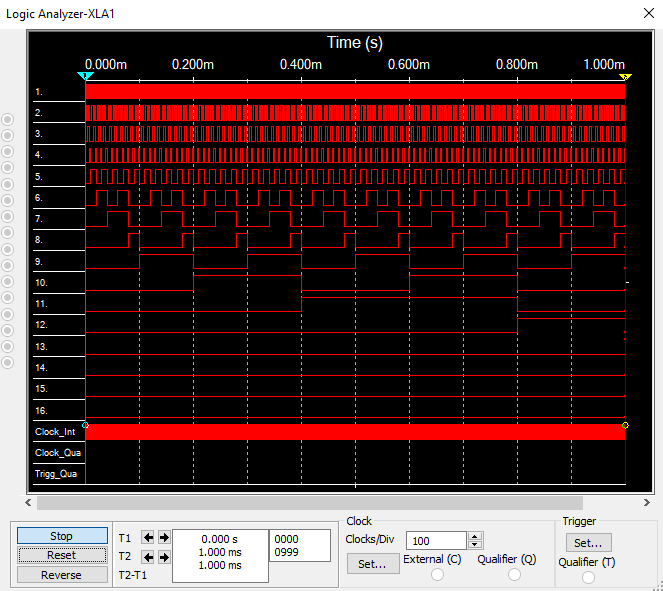 Logic Analyzer-XLA1
Time (s)
0.000m 0.200m 0.400m 0.600m 0.800m 1.000m
1.
2.
3.
4.
5.
6.
7.
8.
9.
10.
11.
12.
13.
14.
15.
16.
Clock_Int
Clock_Qua
Trigg_Qua
Stop
Reset
Reverse
T1 0.000 s 0000
T2 1.000 ms 0999
T2-T1 1.000 ms
Clock
Clocks/Div 100
Set... External (C) Qualifier (Q)
Trigger
Set...
Qualifier (T)